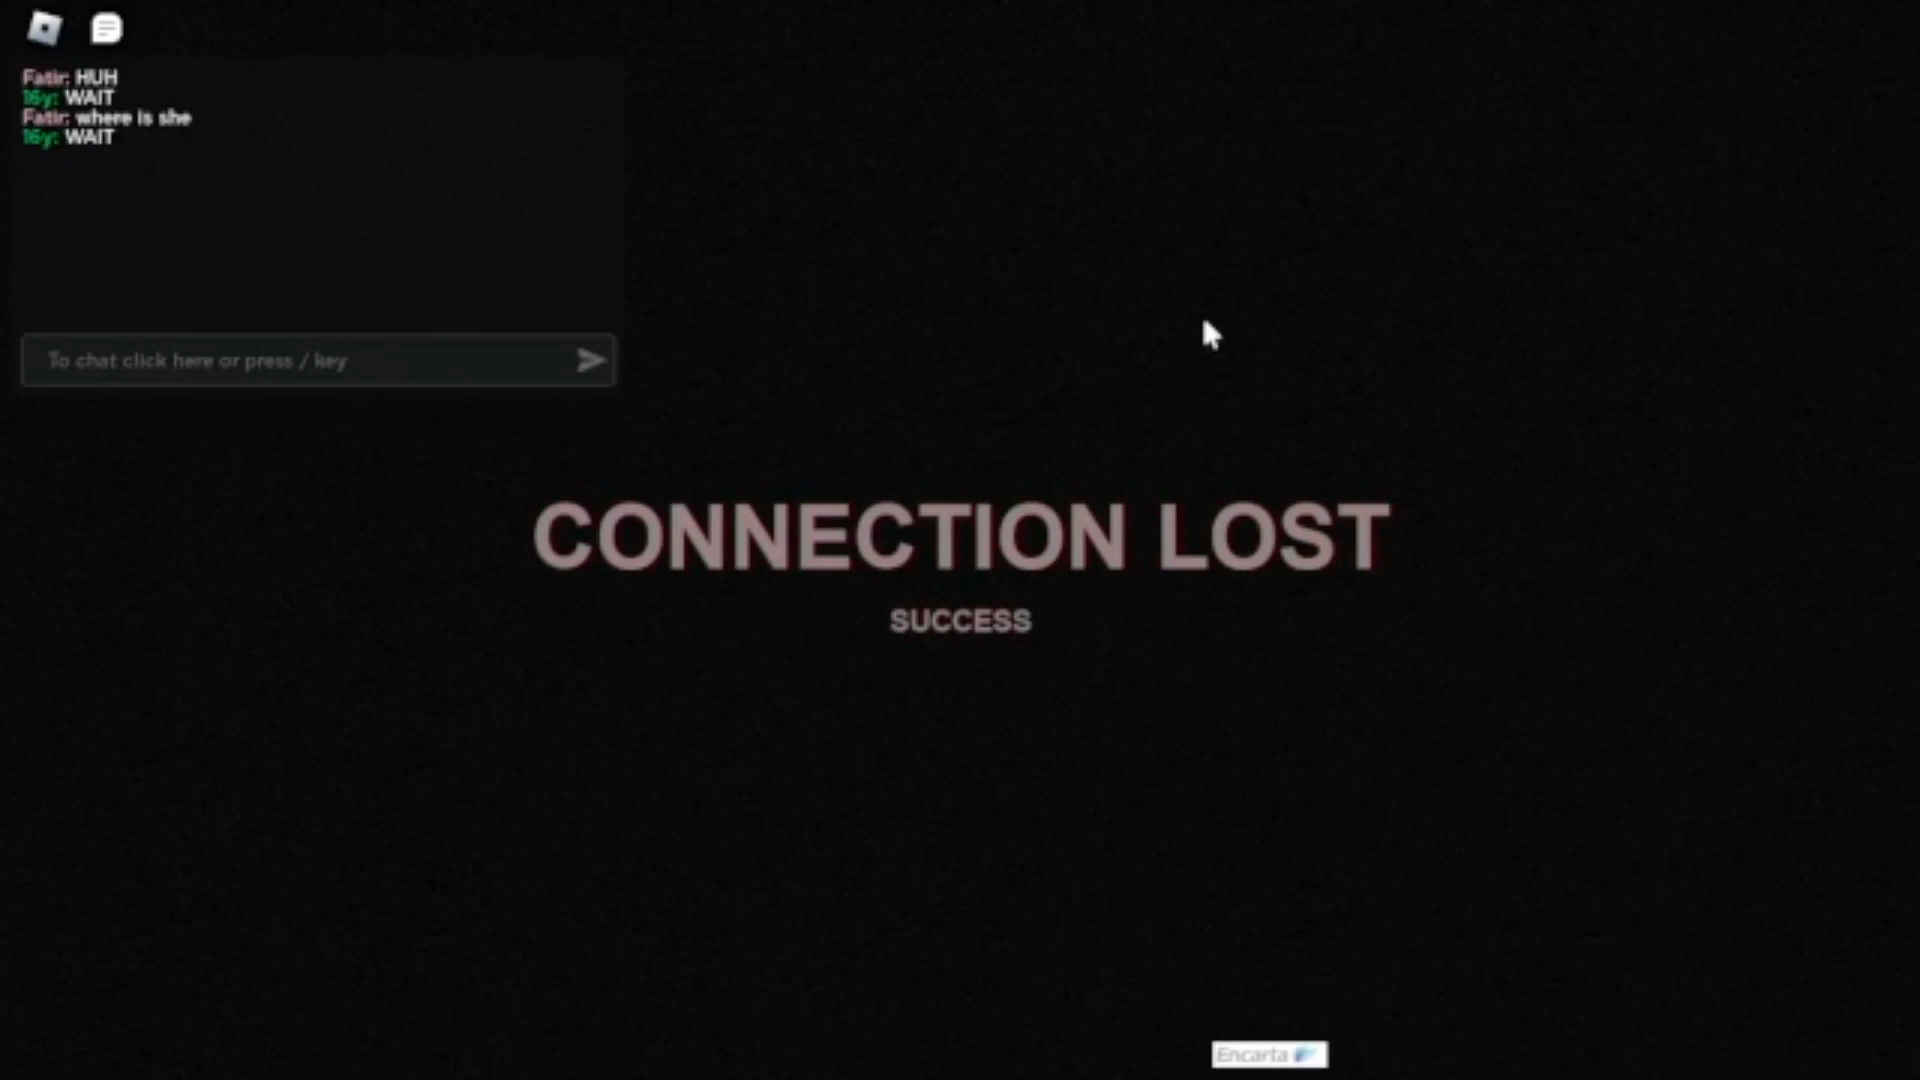 Fatir: HUH
16y: WAIT
Fatir: where is she
16y: WAIT
To chat click here or press / key
CONNECTION LOST
SUCCESS
Encarta